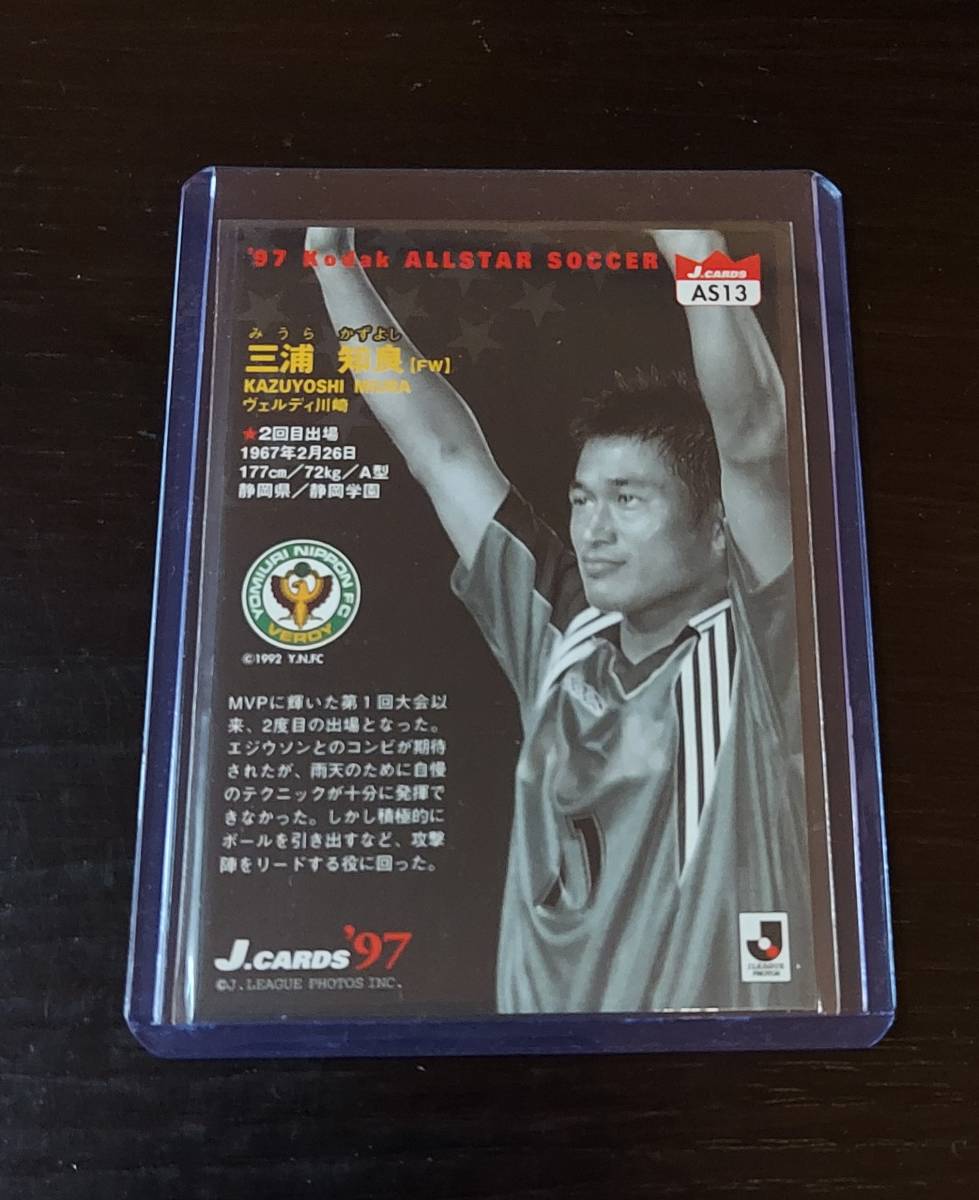 '97 Kodak ALLSTAR SOCCER
J.CARDS
AS13
みうら かずよし
三浦 知良【FW】
KAZUYOSHI MIURA
ヴェルディ川崎
★2回目出場
1967年2月26日
177cm/72kg/A型
静岡県/静岡学園
YOMIURI NIPPON FC
VERDY
©1992 Y.N.FC
MVPに輝いた第1回大会以
来、2度目の出場となった。
エジウソンとのコンビが期待
されたが、雨天のために自慢
のテクニックが十分に発揮で
きなかった。しかし積極的に
ボールを引き出すなど、攻撃
陣をリードする役に回った。
J.CARDS'97
©J.LEAGUE PHOTOS INC.
J.LEAGUE
PHOTOS